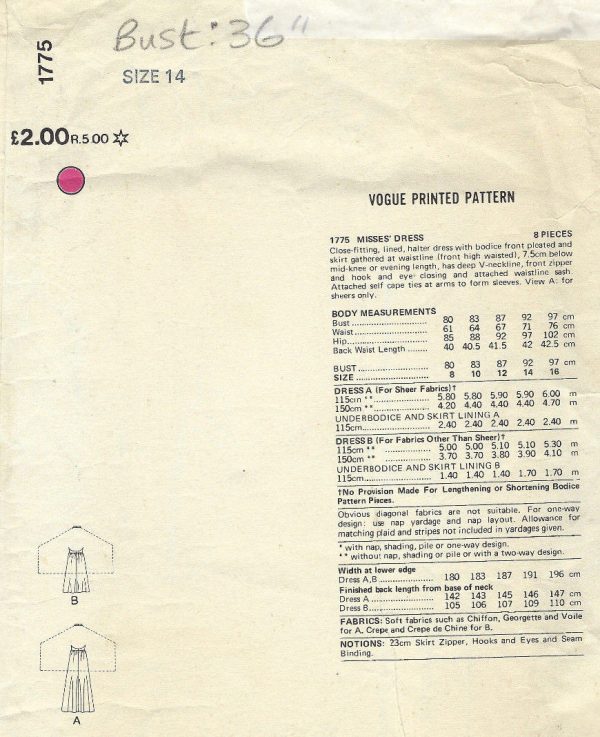 1775
Bust: 36"
SIZE 14
£2.00 R.5.00
VOGUE PRINTED PATTERN
1775 MISSES' DRESS 8 PIECES
Close-fitting, lined, halter dress with bodice front pleated and
skirt gathered at waistline (front high waisted), 7.5cm below
mid-knee or evening length, has deep V-neckline, front zipper
and hook and eye closing and attached waistline sash.
Attached self cape ties at arms to form sleeves. View A: for
sheers only.
BODY MEASUREMENTS
Bust 80 83 87 92 97 cm
Waist 61 64 67 71 76 cm
Hip 85 88 92 97 102 cm
Back Waist Length 40 40.5 41.5 42 42.5 cm
BUST 80 83 87 92 97 cm
SIZE 8 10 12 14 16
DRESS A (For Sheer Fabrics)†
115cm ** 5.80 5.80 5.90 5.90 6.00 m
150cm ** 4.20 4.40 4.40 4.40 4.70 m
UNDERBODICE AND SKIRT LINING A
115cm 2.40 2.40 2.40 2.40 2.40 m
DRESS B (For Fabrics Other Than Sheer)†
115cm ** 5.00 5.00 5.10 5.10 5.30 m
150cm ** 3.70 3.70 3.80 3.90 4.10 m
UNDERBODICE AND SKIRT LINING B
115cm 1.40 1.40 1.40 1.70 1.70 m
†No Provision Made For Lengthening or Shortening Bodice
Pattern Pieces.
Obvious diagonal fabrics are not suitable. For one-way
design: use nap yardage and nap layout. Allowance for
matching plaid and stripes not included in yardages given.
* with nap, shading, pile or one-way design.
** without nap, shading or pile or with a two-way design.
Width at lower edge
Dress A,B 180 183 187 191 196 cm
Finished back length from base of neck
Dress A 142 143 145 146 147 cm
Dress B 105 106 107 109 110 cm
FABRICS: Soft fabrics such as Chiffon, Georgette and Voile
for A. Crepe and Crepe de Chine for B.
NOTIONS: 23cm Skirt Zipper, Hooks and Eyes and Seam
Binding.
B
A